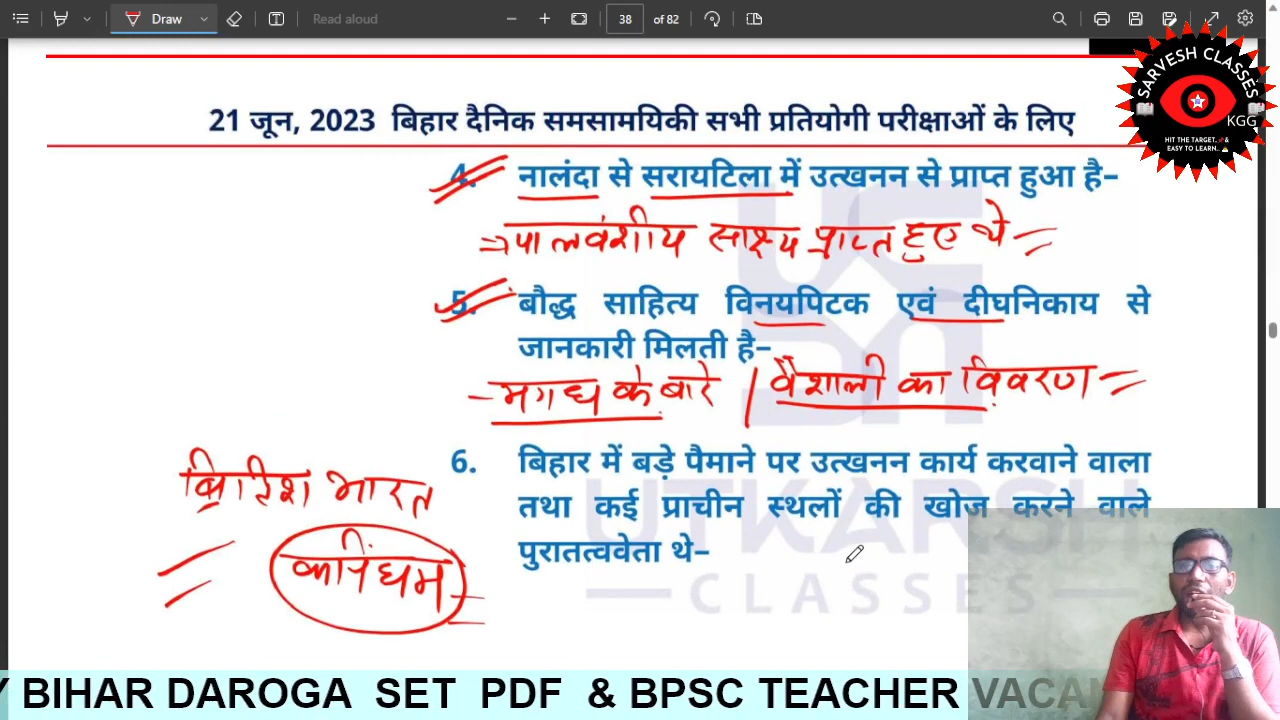 Draw
Read aloud
38 of 82
SARVESH CLASSES
KGG
HIT THE TARGET &
EASY TO LEARN..
21 जून, 2023 बिहार दैनिक समसामयिकी सभी प्रतियोगी परीक्षाओं के लिए
4. नालंदा से सरायटिला में उत्खनन से प्राप्त हुआ है–
⇒ पालवंशीय साक्ष्य प्राप्त हुए थे =
5. बौद्ध साहित्य विनयपिटक एवं दीघनिकाय से
जानकारी मिलती है–
– मगध के बारे / वैशाली का विवरण =
6. बिहार में बड़े पैमाने पर उत्खनन कार्य करवाने वाला
तथा कई प्राचीन स्थलों की खोज करने वाले
पुरातत्ववेता थे–
भारत
= कनिंघम =
UTKARSH
CLASSES
Y BIHAR DAROGA SET PDF & BPSC TEACHER VACAN